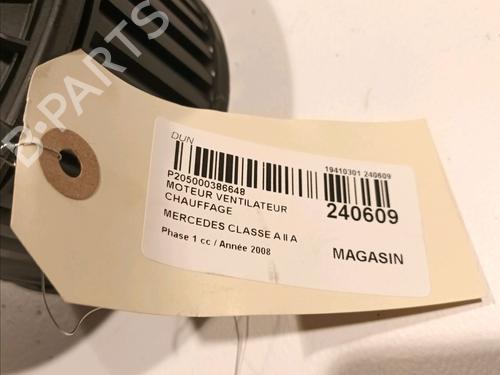 B-PARTS
DUN
19410301 240609
P205000386648
MOTEUR VENTILATEUR
CHAUFFAGE
240609
MERCEDES CLASSE A II A
Phase 1 cc / Année 2008
MAGASIN